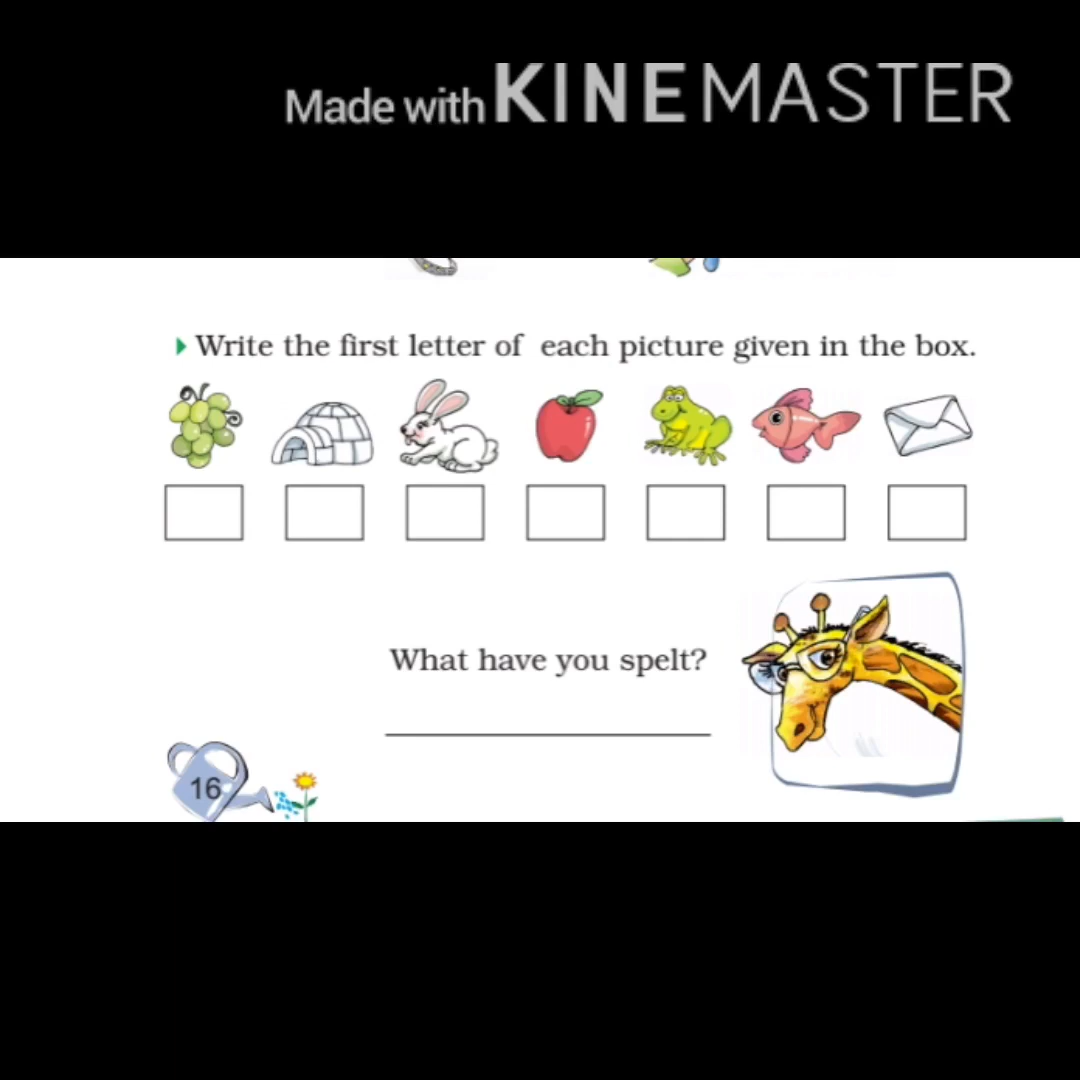 Made with KINEMASTER
Write the first letter of each picture given in the box.
What have you spelt?
16